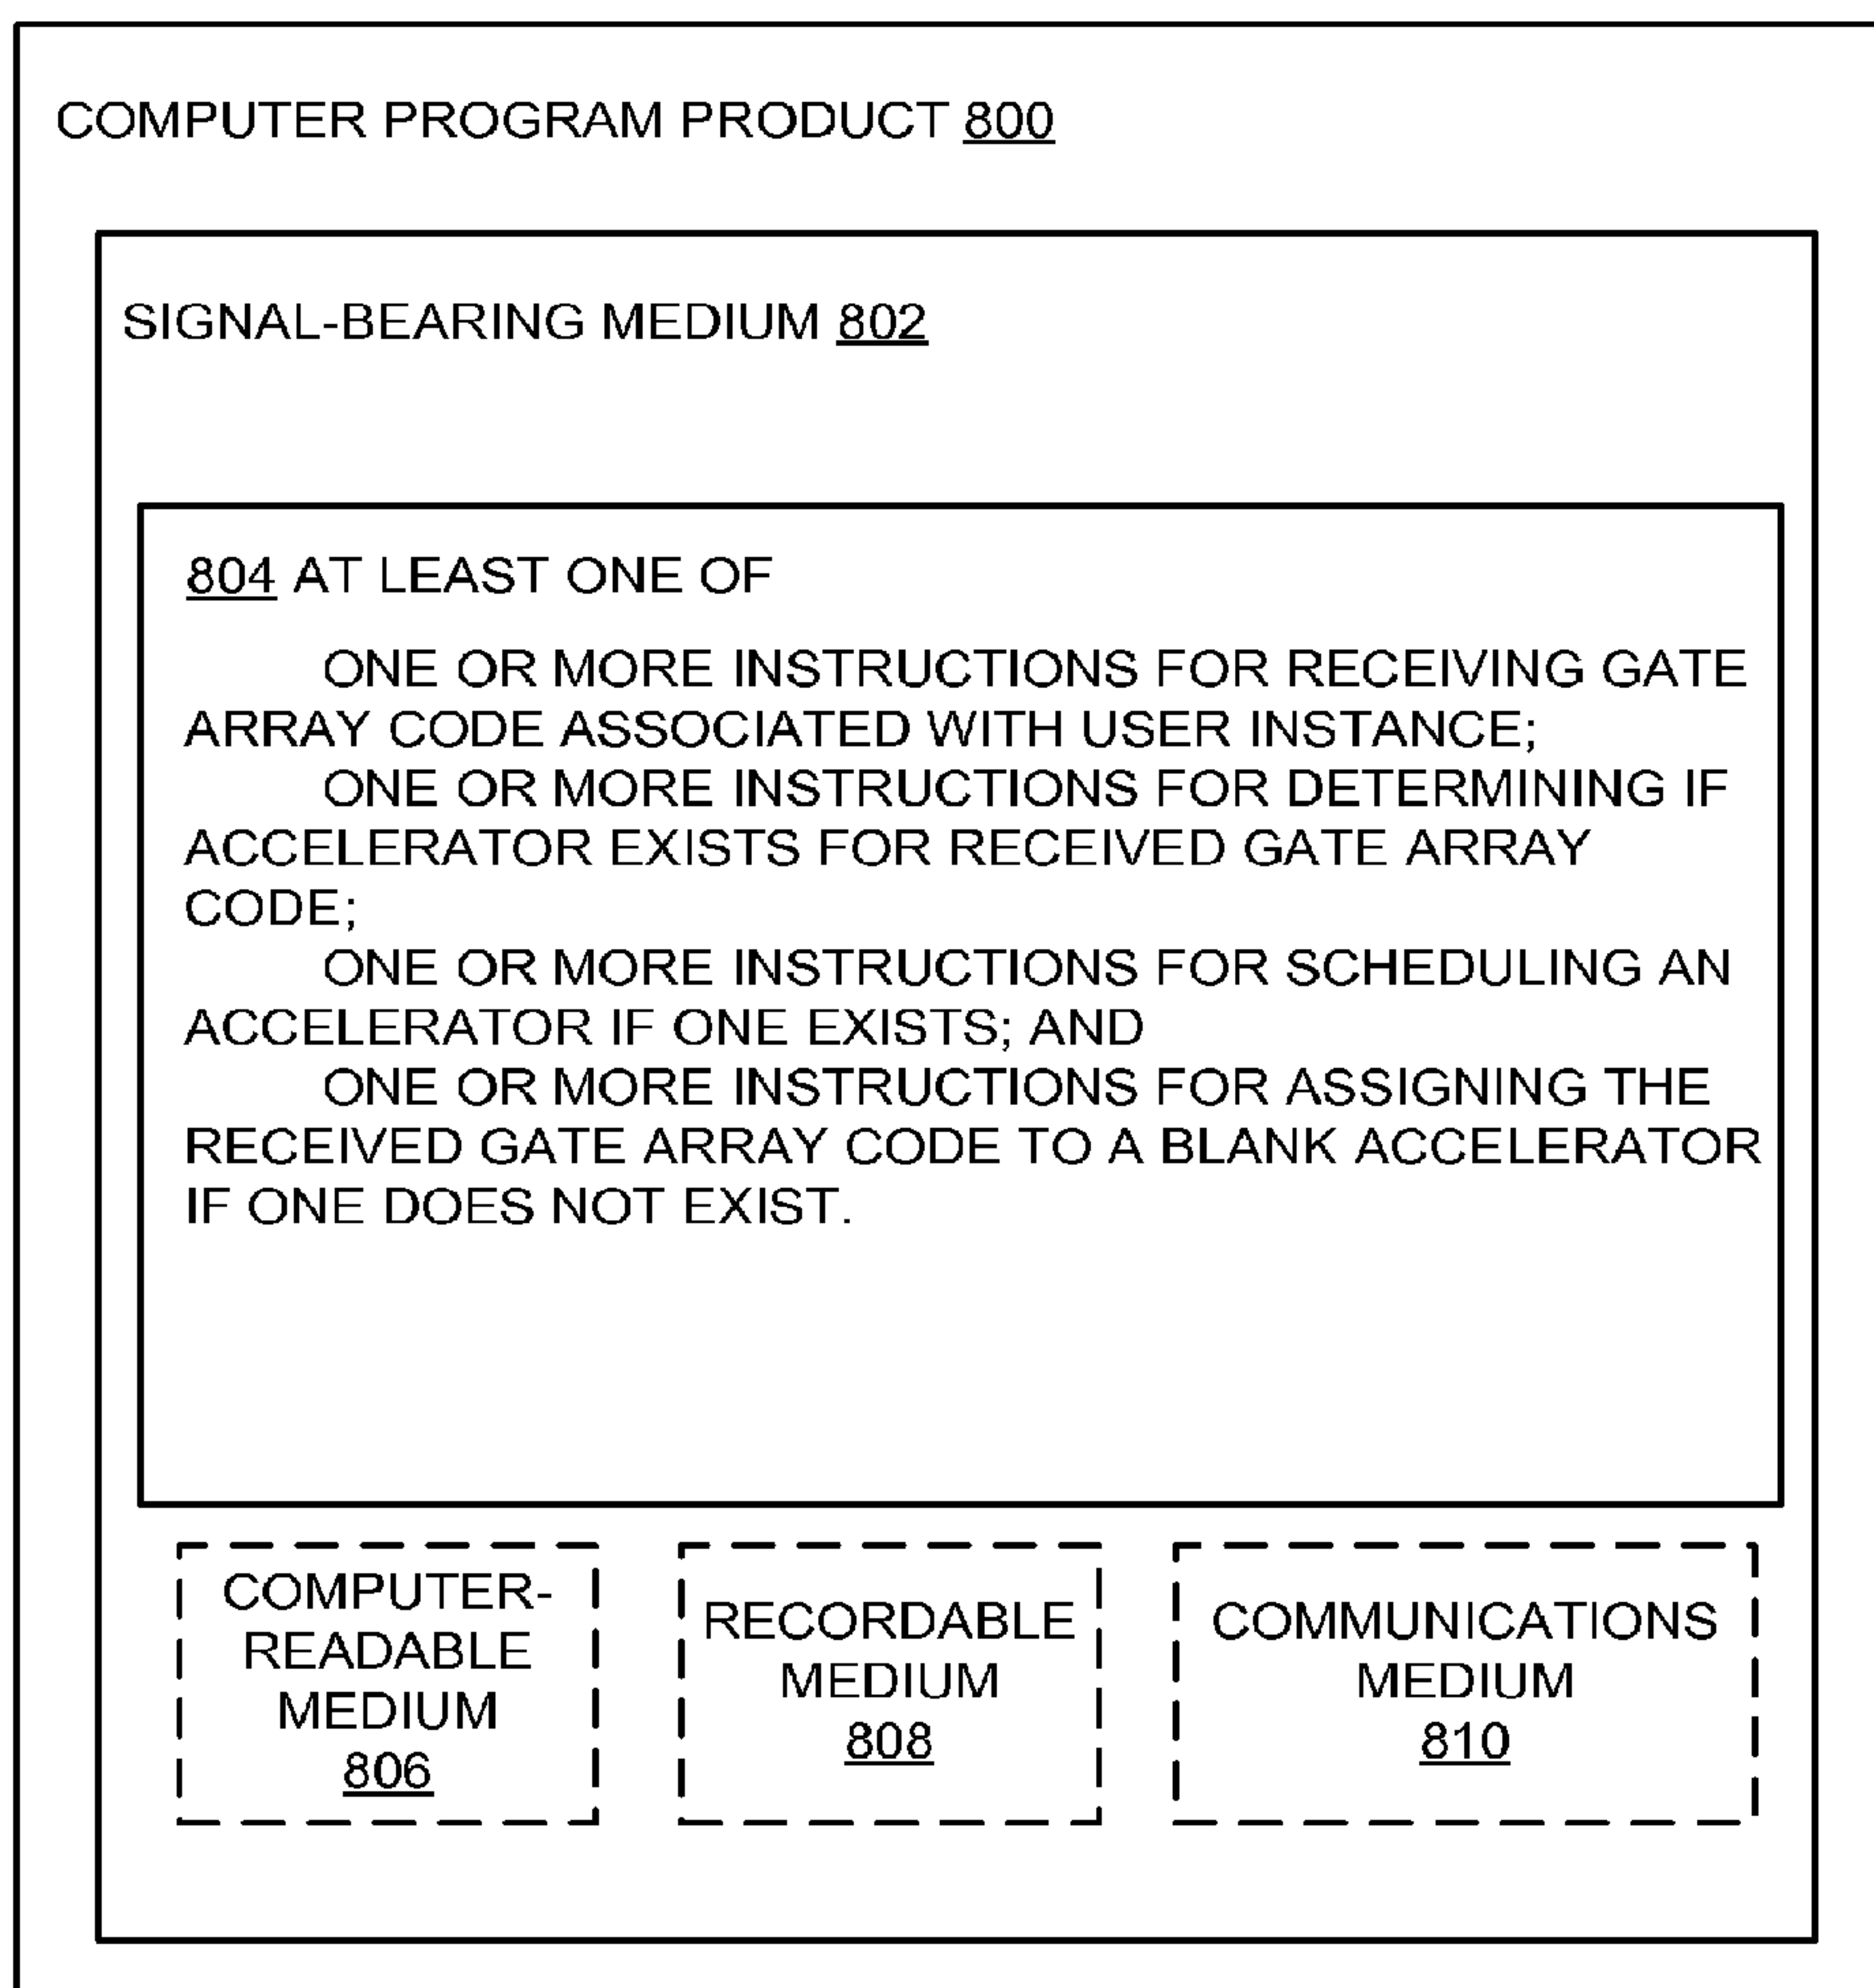 COMPUTER PROGRAM PRODUCT 800
SIGNAL-BEARING MEDIUM 802
804 AT LEAST ONE OF
ONE OR MORE INSTRUCTIONS FOR RECEIVING GATE
ARRAY CODE ASSOCIATED WITH USER INSTANCE;
ONE OR MORE INSTRUCTIONS FOR DETERMINING IF
ACCELERATOR EXISTS FOR RECEIVED GATE ARRAY
CODE;
ONE OR MORE INSTRUCTIONS FOR SCHEDULING AN
ACCELERATOR IF ONE EXISTS; AND
ONE OR MORE INSTRUCTIONS FOR ASSIGNING THE
RECEIVED GATE ARRAY CODE TO A BLANK ACCELERATOR
IF ONE DOES NOT EXIST.
COMPUTER-
READABLE
MEDIUM
806
RECORDABLE
MEDIUM
808
COMMUNICATIONS
MEDIUM
810